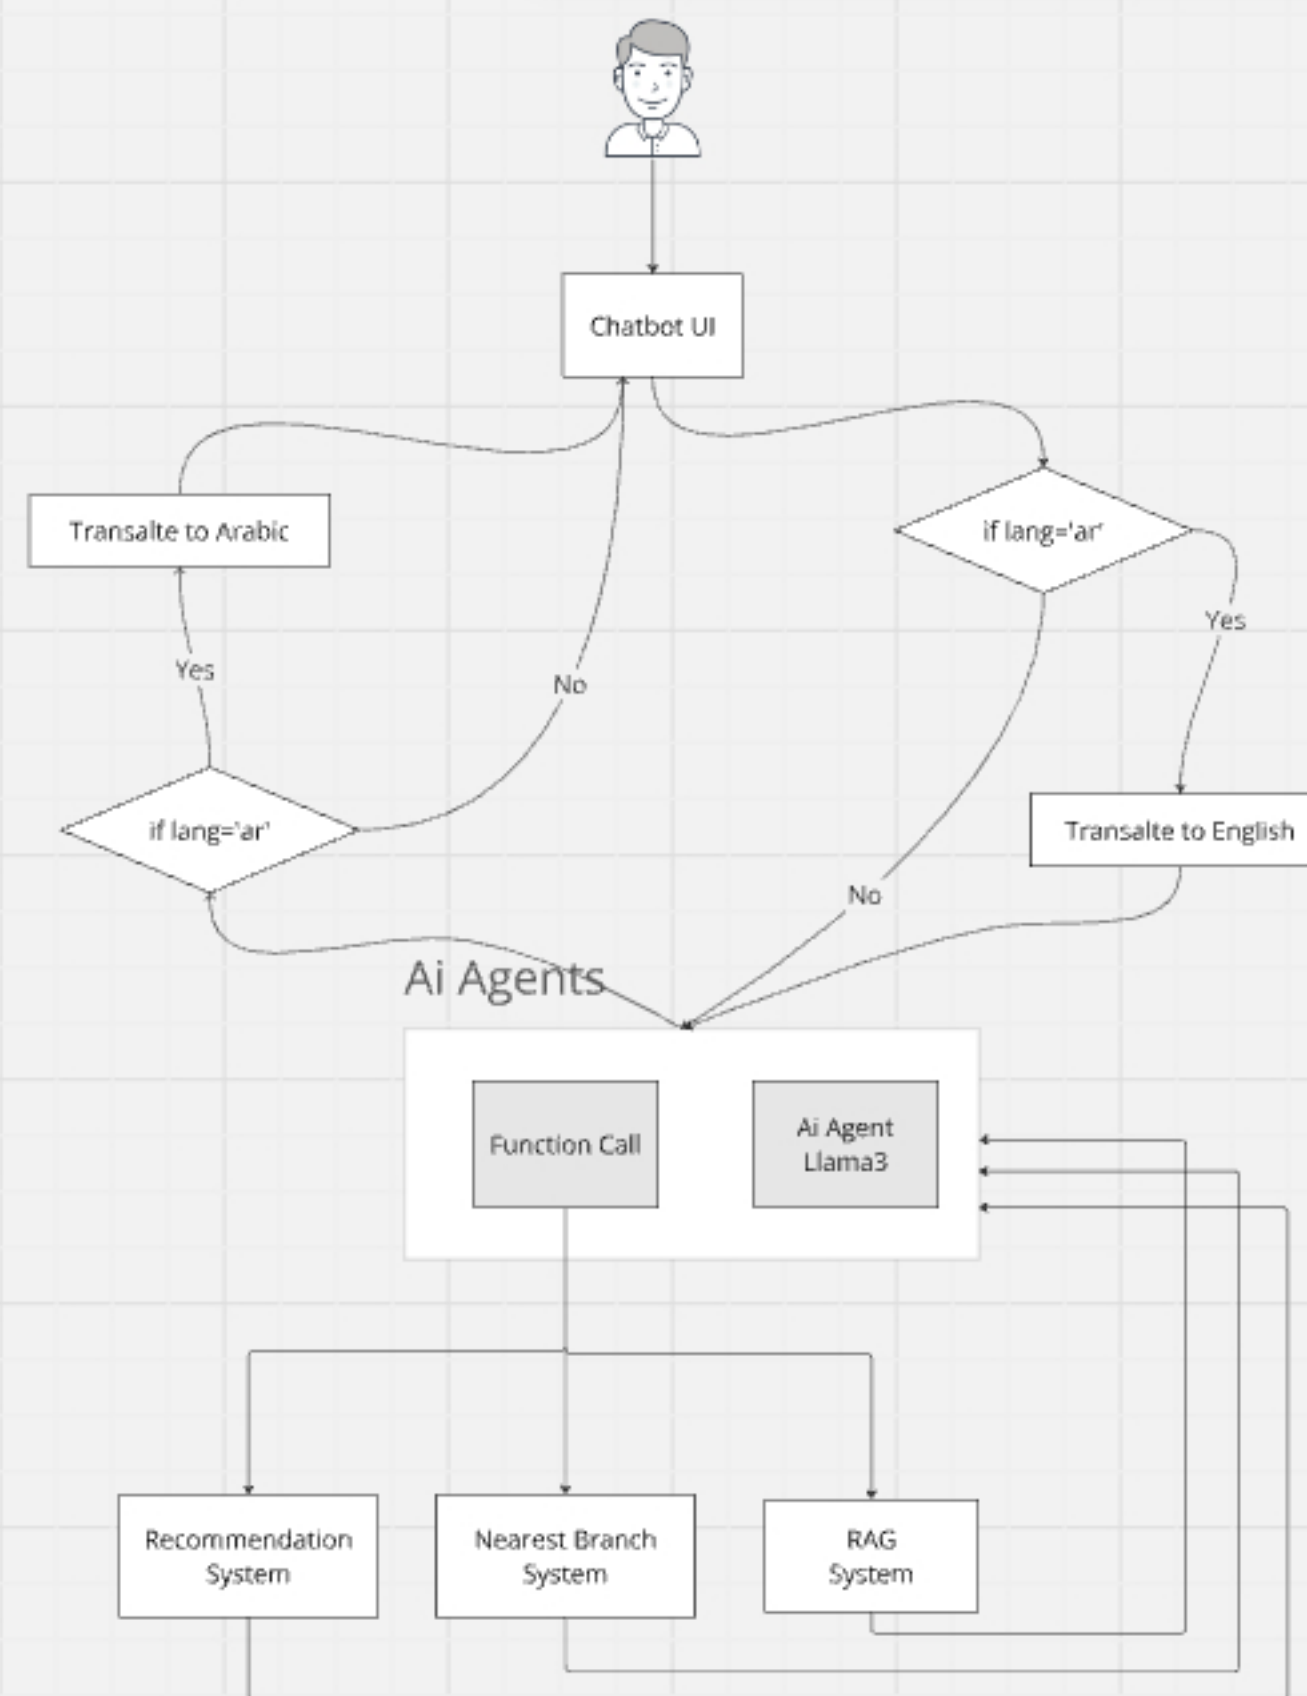 Chatbot UI
Transalte to Arabic
if lang='ar'
Yes
Yes
No
if lang='ar'
Transalte to English
No
Ai Agents
Function Call
Ai Agent
Llama3
Recommendation
System
Nearest Branch
System
RAG
System